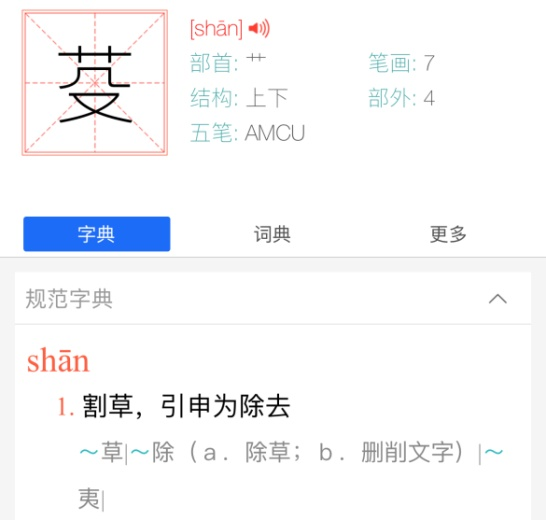 芟
[shān]
部首: 艹 笔画: 7
结构: 上下 部外: 4
五笔: AMCU
字典 词典 更多
规范字典
shān
1. 割草，引申为除去
～草|～除（a．除草；b．删削文字）|～
夷|